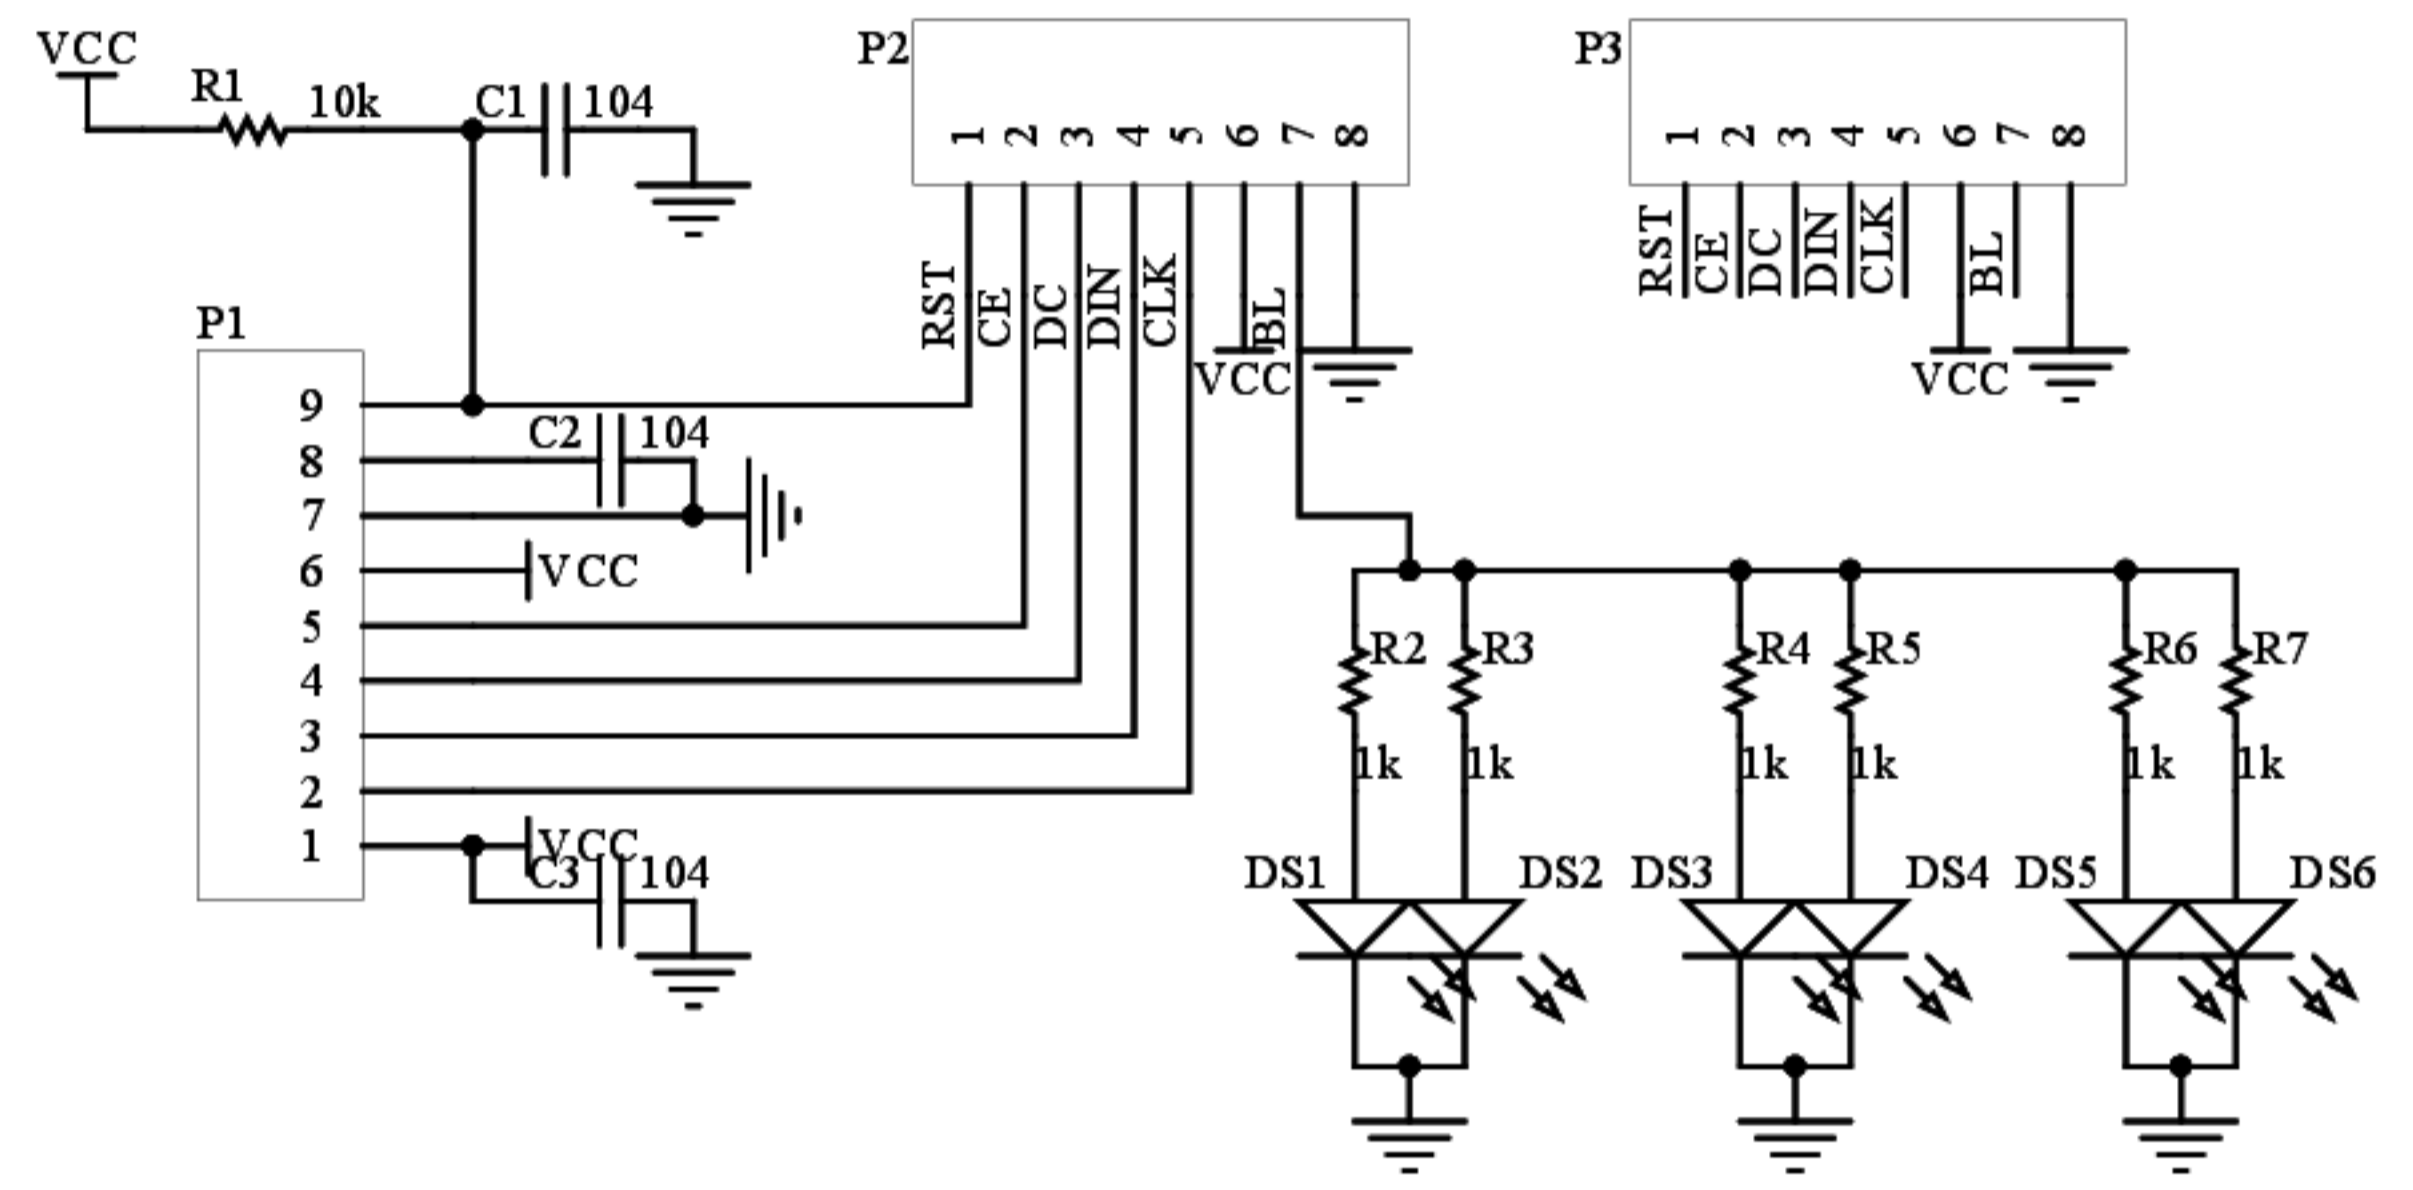 VCC
R1
10k
C1
104
P2
1
2
3
4
5
6
7
8
RST
CE
DC
DIN
CLK
BL
VCC
P3
1
2
3
4
5
6
7
8
RST
CE
DC
DIN
CLK
BL
VCC
P1
9
8
7
6
5
4
3
2
1
C2
104
VCC
VCC
C3
104
R2
R3
R4
R5
R6
R7
1k
1k
1k
1k
1k
1k
DS1
DS2
DS3
DS4
DS5
DS6